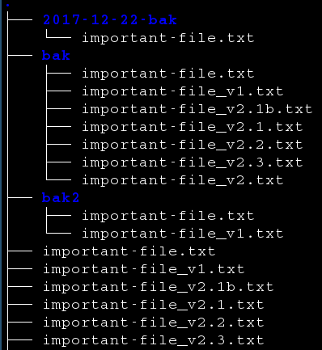 .
├── 2017-12-22-bak
│   └── important-file.txt
├── bak
│   ├── important-file.txt
│   ├── important-file_v1.txt
│   ├── important-file_v2.1b.txt
│   ├── important-file_v2.1.txt
│   ├── important-file_v2.2.txt
│   ├── important-file_v2.3.txt
│   └── important-file_v2.txt
├── bak2
│   ├── important-file.txt
│   └── important-file_v1.txt
├── important-file.txt
├── important-file_v1.txt
├── important-file_v2.1b.txt
├── important-file_v2.1.txt
├── important-file_v2.2.txt
├── important-file_v2.3.txt